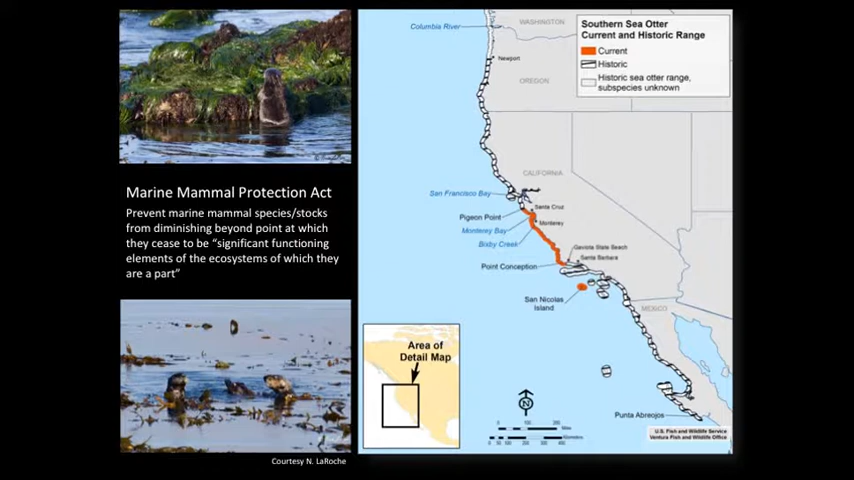 Marine Mammal Protection Act
Prevent marine mammal species/stocks
from diminishing beyond point at which
they cease to be “significant functioning
elements of the ecosystems of which they
are a part”
Courtesy N. LaRoche
Southern Sea Otter
Current and Historic Range
Current
Historic
Historic sea otter range,
subspecies unknown
Columbia River
WASHINGTON
Newport
OREGON
CALIFORNIA
San Francisco Bay
Santa Cruz
Pigeon Point
Monterey
Monterey Bay
Bixby Creek
Gaviota State Beach
Santa Barbara
Point Conception
San Nicolas
Island
MEXICO
Area of
Detail Map
N
Punta Abreojos
U.S. Fish and Wildlife Service
Ventura Fish and Wildlife Office